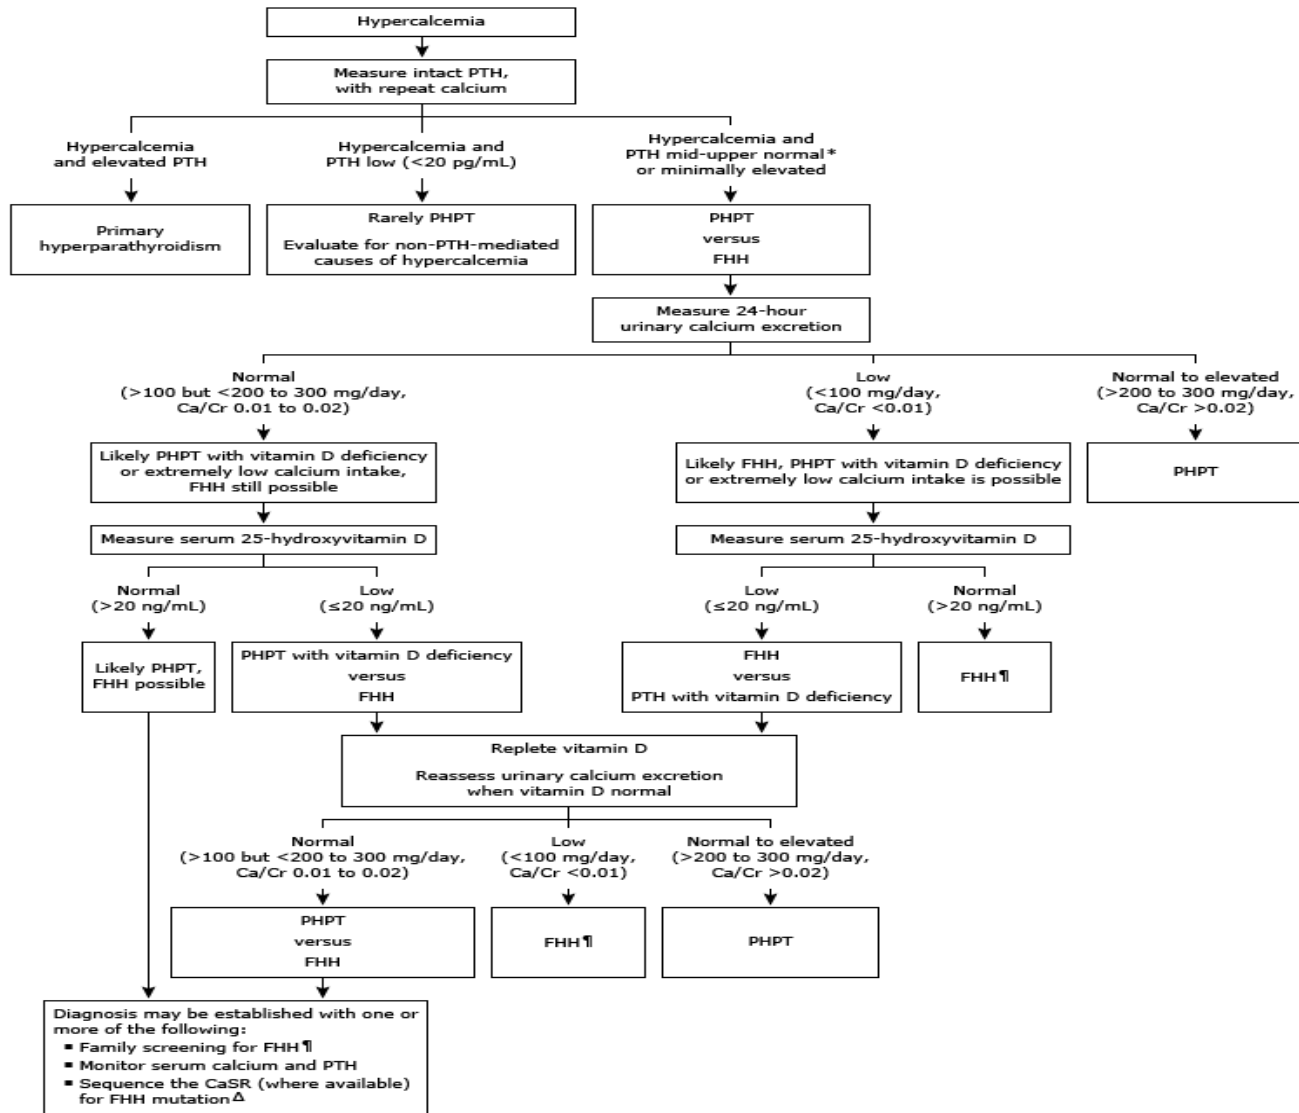 Hypercalcemia
Measure intact PTH,
with repeat calcium
Hypercalcemia
and elevated PTH
Hypercalcemia and
PTH low (<20 pg/mL)
Hypercalcemia and
PTH mid-upper normal*
or minimally elevated
Primary
hyperparathyroidism
Rarely PHPT
Evaluate for non-PTH-mediated
causes of hypercalcemia
PHPT
versus
FHH
Measure 24-hour
urinary calcium excretion
Normal
(>100 but <200 to 300 mg/day,
Ca/Cr 0.01 to 0.02)
Low
(<100 mg/day,
Ca/Cr <0.01)
Normal to elevated
(>200 to 300 mg/day,
Ca/Cr >0.02)
Likely PHPT with vitamin D deficiency
or extremely low calcium intake,
FHH still possible
Likely FHH, PHPT with vitamin D deficiency
or extremely low calcium intake is possible
PHPT
Measure serum 25-hydroxyvitamin D
Measure serum 25-hydroxyvitamin D
Normal
(>20 ng/mL)
Low
(≤20 ng/mL)
Low
(≤20 ng/mL)
Normal
(>20 ng/mL)
Likely PHPT,
FHH possible
PHPT with vitamin D deficiency
versus
FHH
FHH
versus
PTH with vitamin D deficiency
FHH¶
Replete vitamin D
Reassess urinary calcium excretion
when vitamin D normal
Normal
(>100 but <200 to 300 mg/day,
Ca/Cr 0.01 to 0.02)
Low
(<100 mg/day,
Ca/Cr <0.01)
Normal to elevated
(>200 to 300 mg/day,
Ca/Cr >0.02)
PHPT
versus
FHH
FHH¶
PHPT
Diagnosis may be established with one or
more of the following:
▪ Family screening for FHH¶
▪ Monitor serum calcium and PTH
▪ Sequence the CaSR (where available)
for FHH mutationΔ